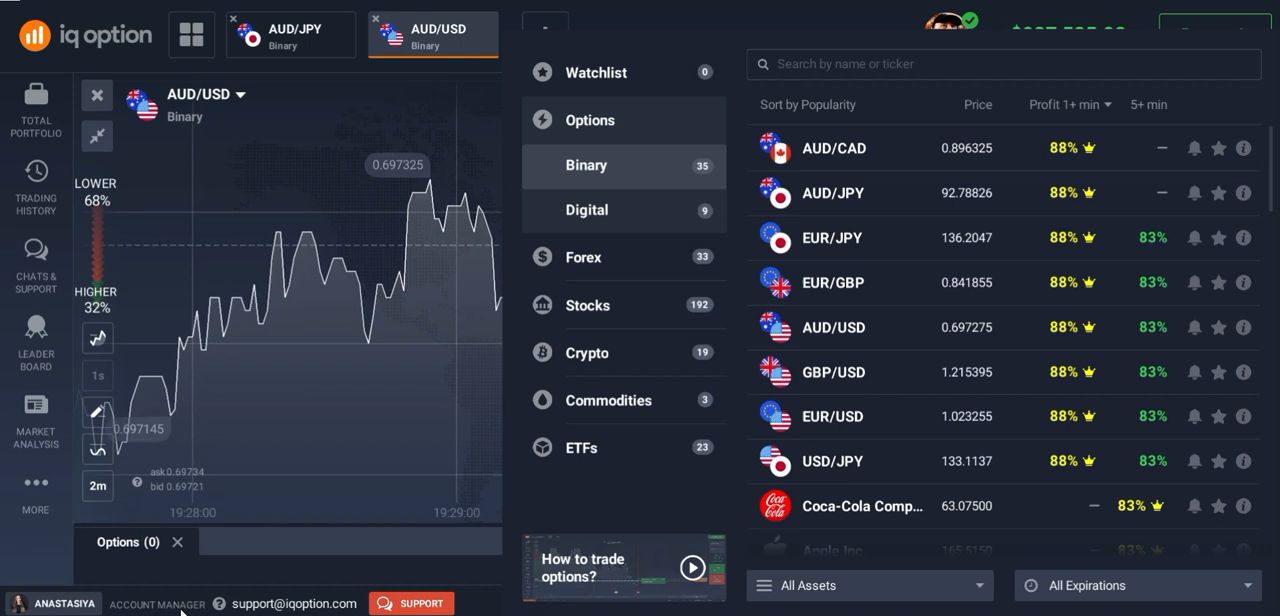 iq option
AUD/JPY
Binary
AUD/USD
Binary
TOTAL
PORTFOLIO
TRADING
HISTORY
CHATS &
SUPPORT
LEADER
BOARD
MARKET
ANALYSIS
MORE
AUD/USD
Binary
LOWER
68%
HIGHER
32%
1s
2m
0.697325
0.697145
ask 0.69734
bid 0.69721
19:28:00
19:29:00
Options (0)
ANASTASIYA
ACCOUNT MANAGER
support@iqoption.com
SUPPORT
Watchlist 0
Options
Binary 35
Digital 9
Forex 33
Stocks 192
Crypto 19
Commodities 3
ETFs 23
How to trade
options?
Search by name or ticker
Sort by Popularity Price Profit 1+ min 5+ min
AUD/CAD 0.896325 88% –
AUD/JPY 92.78826 88% –
EUR/JPY 136.2047 88% 83%
EUR/GBP 0.841855 88% 83%
AUD/USD 0.697275 88% 83%
GBP/USD 1.215395 88% 83%
EUR/USD 1.023255 88% 83%
USD/JPY 133.1137 88% 83%
Coca-Cola Comp... 63.07500 – 83%
Apple Inc 165.5150 – 83%
All Assets
All Expirations